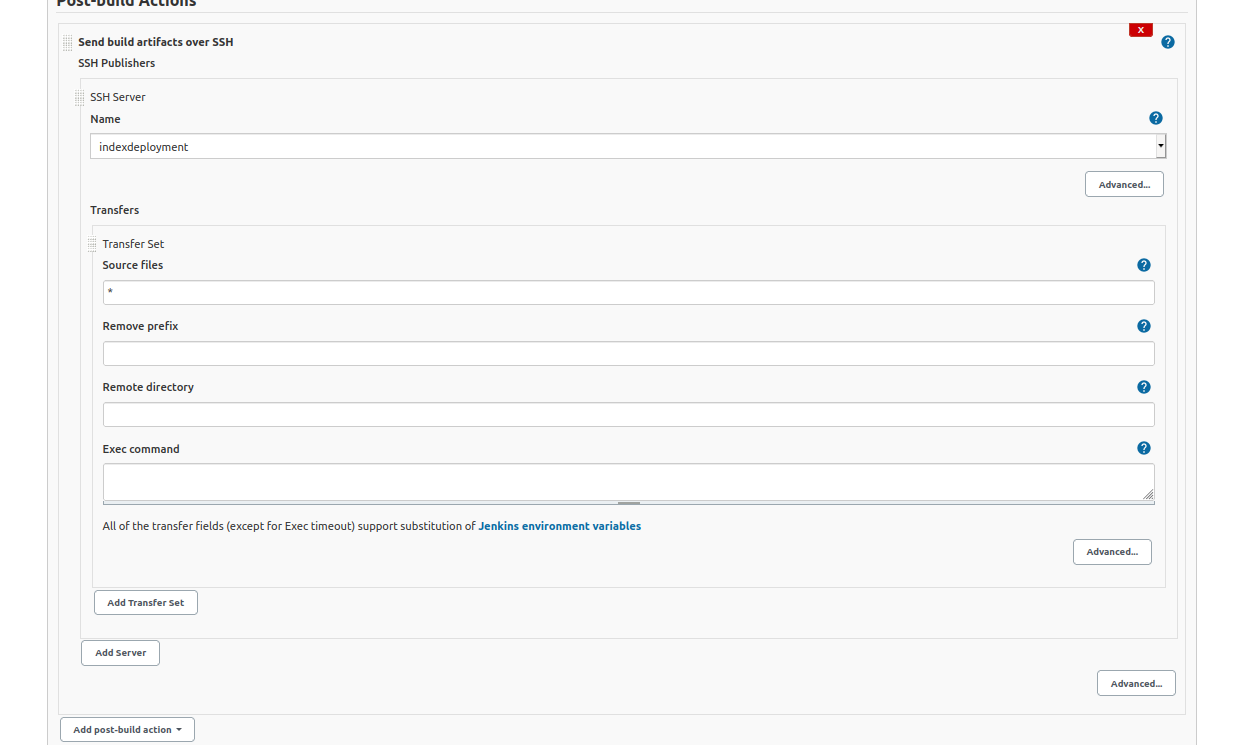 Post-build Actions
X
Send build artifacts over SSH
?
SSH Publishers
SSH Server
Name
?
indexdeployment
Advanced...
Transfers
Transfer Set
Source files
?
*
Remove prefix
?
Remote directory
?
Exec command
?
All of the transfer fields (except for Exec timeout) support substitution of Jenkins environment variables
Advanced...
Add Transfer Set
Add Server
Advanced...
Add post-build action